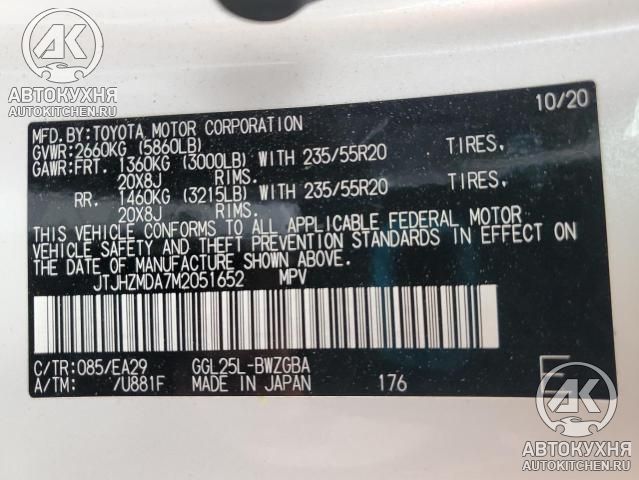 AK
АВТОКУХНЯ
AUTOKITCHEN.RU
10/20
MFD.BY:TOYOTA MOTOR CORPORATION
GVWR:2660KG (5860LB)
GAWR:FRT. 1360KG (3000LB) WITH 235/55R20 TIRES,
20X8J RIMS.
RR. 1460KG (3215LB) WITH 235/55R20 TIRES,
20X8J RIMS.
THIS VEHICLE CONFORMS TO ALL APPLICABLE FEDERAL MOTOR
VEHICLE SAFETY AND THEFT PREVENTION STANDARDS IN EFFECT ON
THE DATE OF MANUFACTURE SHOWN ABOVE.
JTJHZMDA7M2051652 MPV
C/TR:085/EA29 GGL25L-BWZGBA
A/TM: /U881F MADE IN JAPAN 176
E
AK
АВТОКУХНЯ
AUTOKITCHEN.RU